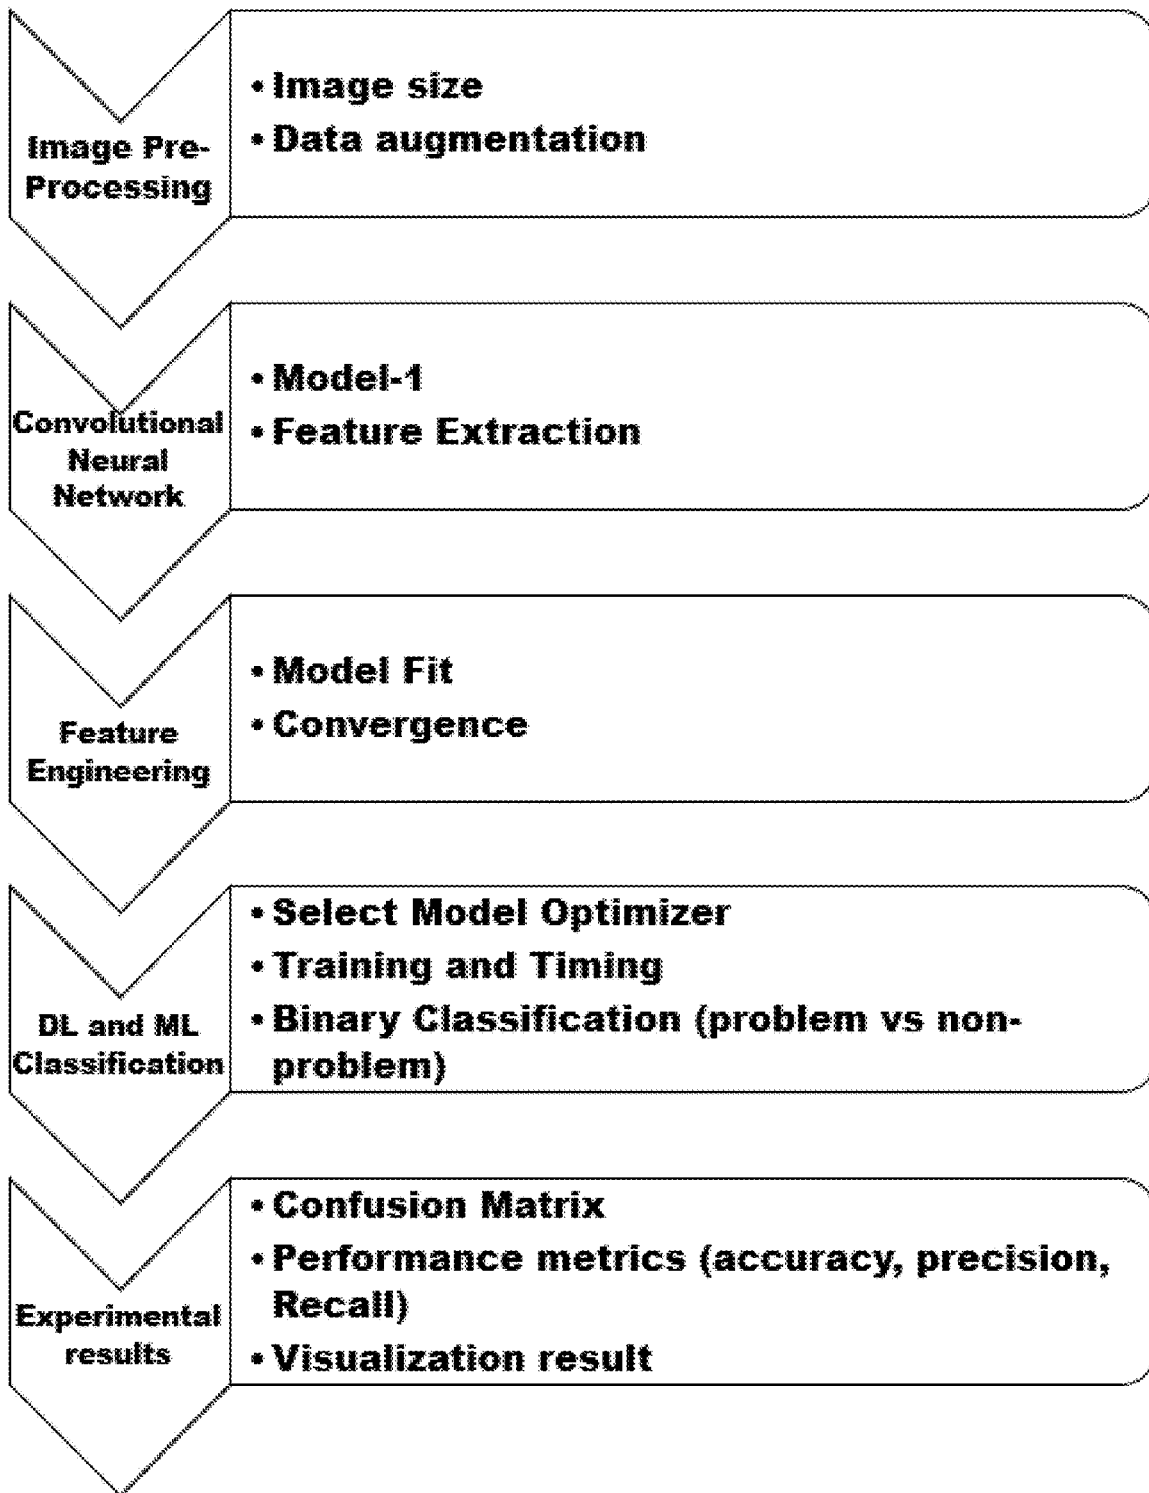 Image Pre-
Processing
• Image size
• Data augmentation
Convolutional
Neural
Network
• Model-1
• Feature Extraction
Feature
Engineering
• Model Fit
• Convergence
DL and ML
Classification
• Select Model Optimizer
• Training and Timing
• Binary Classification (problem vs non-
problem)
Experimental
results
• Confusion Matrix
• Performance metrics (accuracy, precision,
Recall)
• Visualization result